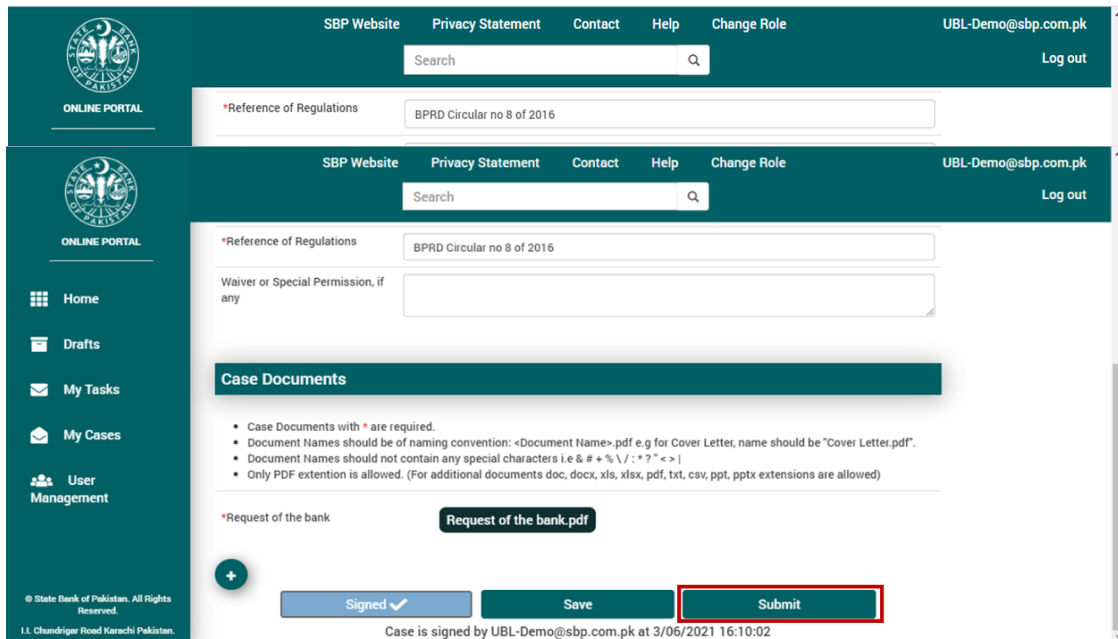 SBP Website Privacy Statement Contact Help Change Role UBL-Demo@sbp.com.pk
Search
Log out
STATE BANK OF PAKISTAN
ONLINE PORTAL
*Reference of Regulations
BPRD Circular no 8 of 2016
SBP Website Privacy Statement Contact Help Change Role UBL-Demo@sbp.com.pk
Search
Log out
STATE BANK OF PAKISTAN
ONLINE PORTAL
Home
Drafts
My Tasks
My Cases
User
Management
© State Bank of Pakistan. All Rights
Reserved.
I.I. Chundrigar Road Karachi Pakistan.
*Reference of Regulations
BPRD Circular no 8 of 2016
Waiver or Special Permission, if
any
Case Documents
• Case Documents with * are required.
• Document Names should be of naming convention: <Document Name>.pdf e.g for Cover Letter, name should be "Cover Letter.pdf".
• Document Names should not contain any special characters i.e & # + % \ / : * ? " < > |
• Only PDF extention is allowed. (For additional documents doc, docx, xls, xlsx, pdf, txt, csv, ppt, pptx extensions are allowed)
*Request of the bank
Request of the bank.pdf
+
Signed ✓
Save
Submit
Case is signed by UBL-Demo@sbp.com.pk at 3/06/2021 16:10:02